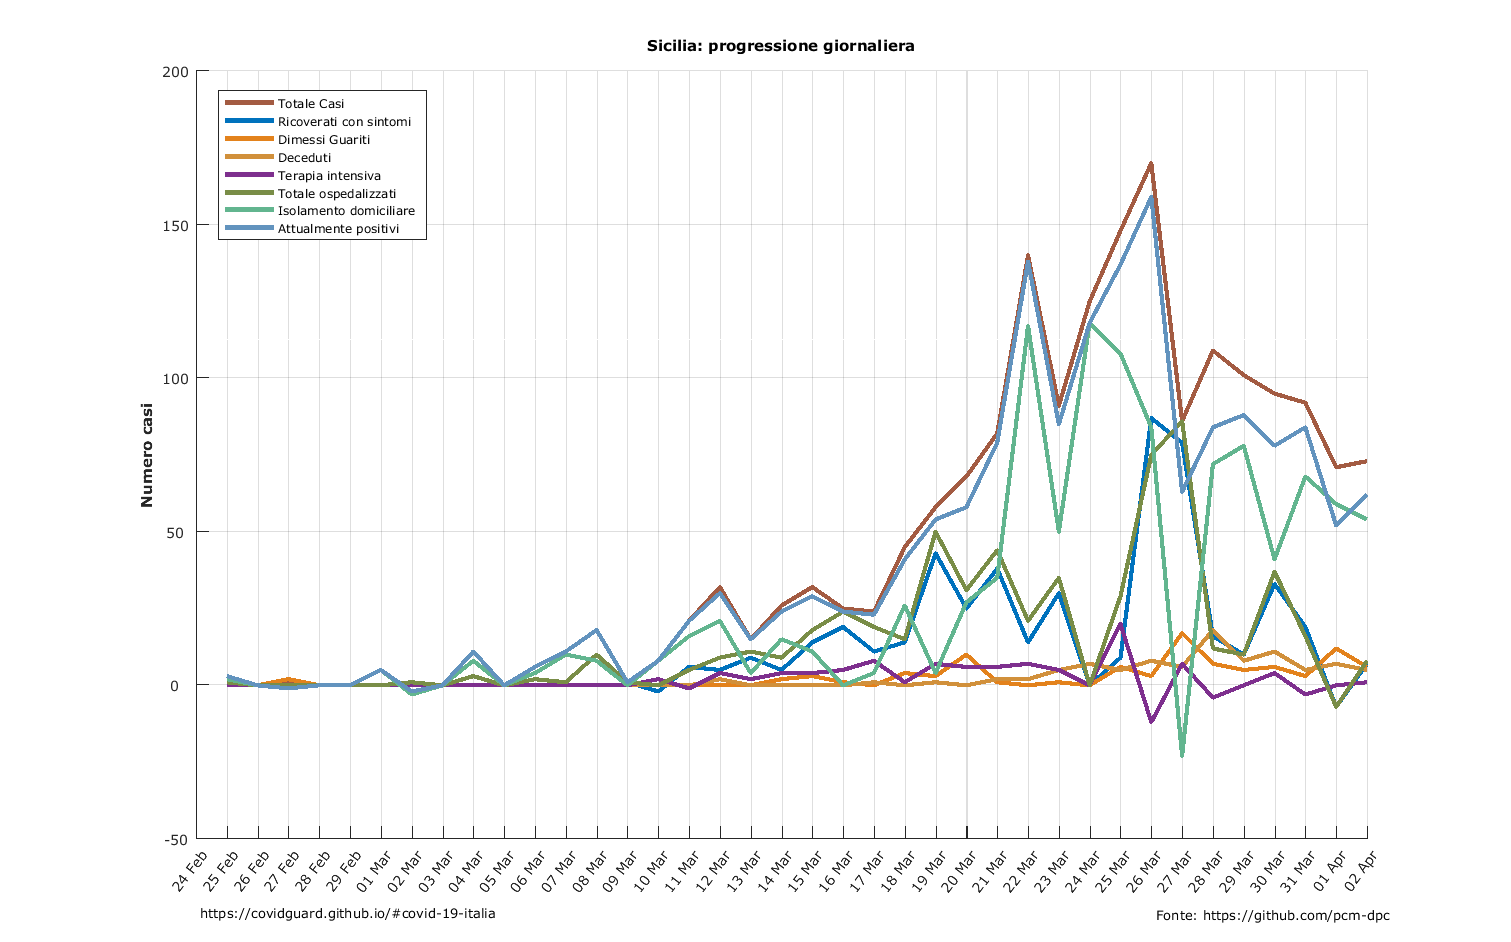 Sicilia: progressione giornaliera
200
150
100
50
0
-50
Numero casi
Totale Casi
Ricoverati con sintomi
Dimessi Guariti
Deceduti
Terapia intensiva
Totale ospedalizzati
Isolamento domiciliare
Attualmente positivi
24 Feb
25 Feb
26 Feb
27 Feb
28 Feb
29 Feb
01 Mar
02 Mar
03 Mar
04 Mar
05 Mar
06 Mar
07 Mar
08 Mar
09 Mar
10 Mar
11 Mar
12 Mar
13 Mar
14 Mar
15 Mar
16 Mar
17 Mar
18 Mar
19 Mar
20 Mar
21 Mar
22 Mar
23 Mar
24 Mar
25 Mar
26 Mar
27 Mar
28 Mar
29 Mar
30 Mar
31 Mar
01 Apr
02 Apr
https://covidguard.github.io/#covid-19-italia
Fonte: https://github.com/pcm-dpc